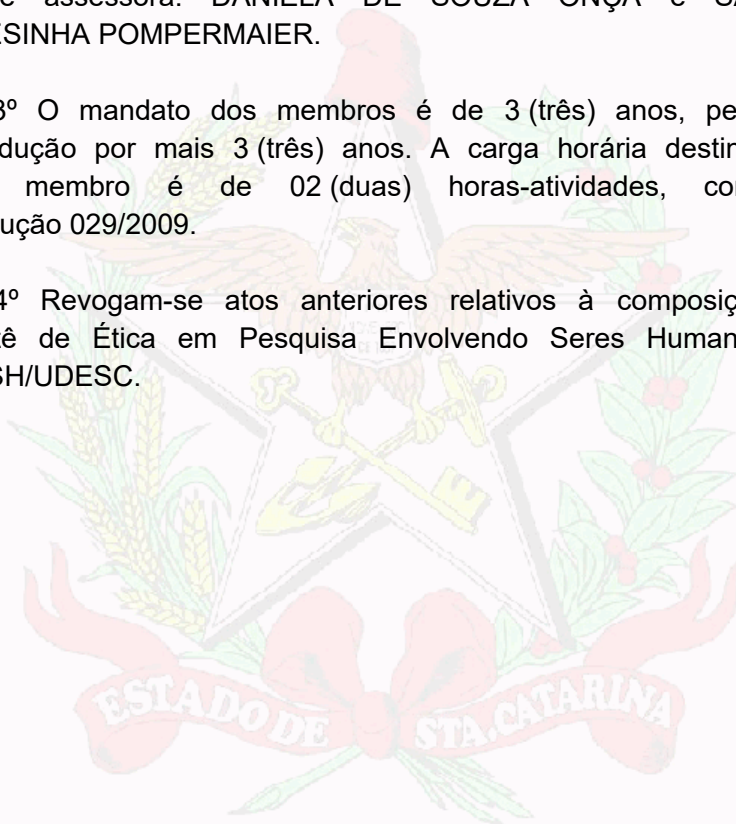 e assessora: DANIELA DE SOUZA ONÇA e SA
ESINHA POMPERMAIER.
3º O mandato dos membros é de 3 (três) anos, pe
dução por mais 3 (três) anos. A carga horária destin
membro é de 02 (duas) horas-atividades, co
ução 029/2009.
4º Revogam-se atos anteriores relativos à composiç
ê de Ética em Pesquisa Envolvendo Seres Human
SH/UDESC.
ESTADO DE STA. CATARINA